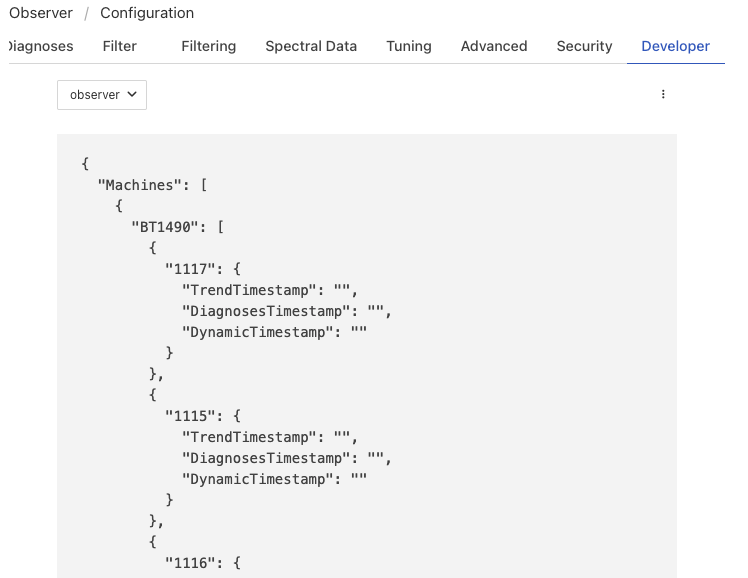 Observer / Configuration
Diagnoses Filter Filtering Spectral Data Tuning Advanced Security Developer
observer
{
"Machines": [
{
"BT1490": [
{
"1117": {
"TrendTimestamp": "",
"DiagnosesTimestamp": "",
"DynamicTimestamp": ""
}
},
{
"1115": {
"TrendTimestamp": "",
"DiagnosesTimestamp": "",
"DynamicTimestamp": ""
}
},
{
"1116": {